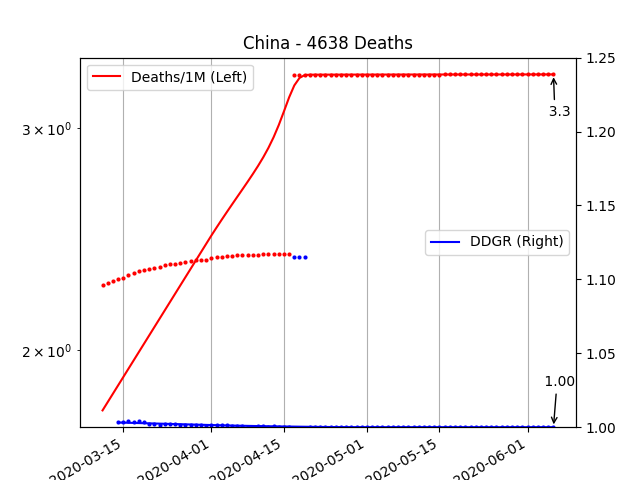 China - 4638 Deaths
Deaths/1M (Left)
DDGR (Right)
3 × 10⁰
2 × 10⁰
1.25
1.20
1.15
1.10
1.05
1.00
3.3
1.00
2020-03-15
2020-04-01
2020-04-15
2020-05-01
2020-05-15
2020-06-01